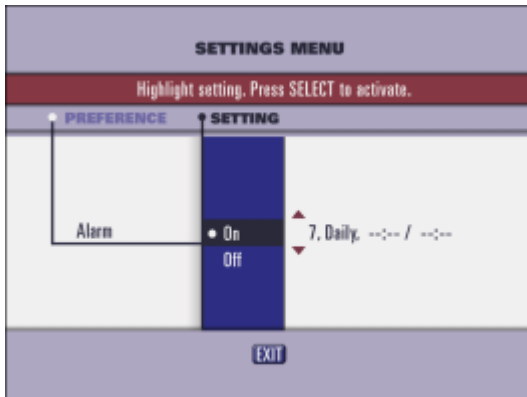 SETTINGS MENU
Highlight setting. Press SELECT to activate.
PREFERENCE SETTING
Alarm On 7, Daily, --:-- / --:--
Off
EXIT